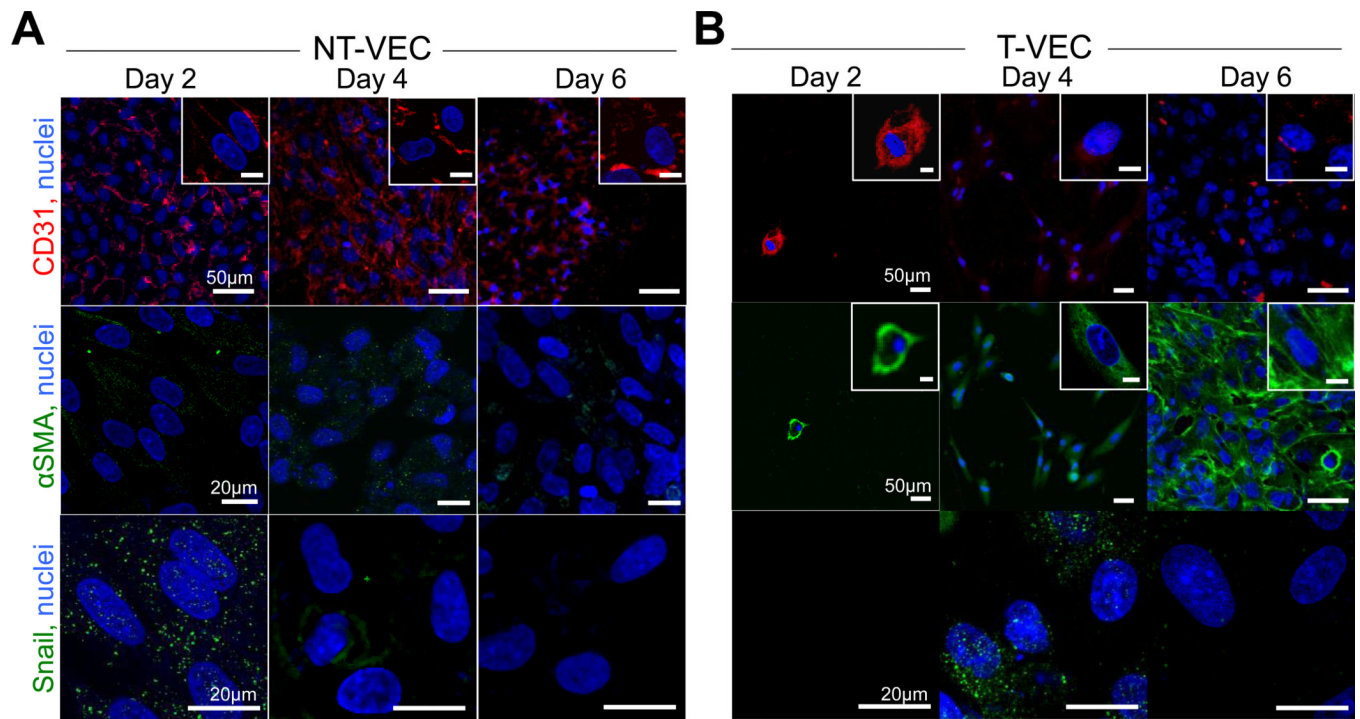 A
NT-VEC
Day 2
Day 4
Day 6
CD31, nuclei
50µm
αSMA, nuclei
20µm
Snail, nuclei
20µm
B
T-VEC
Day 2
Day 4
Day 6
50µm
50µm
20µm